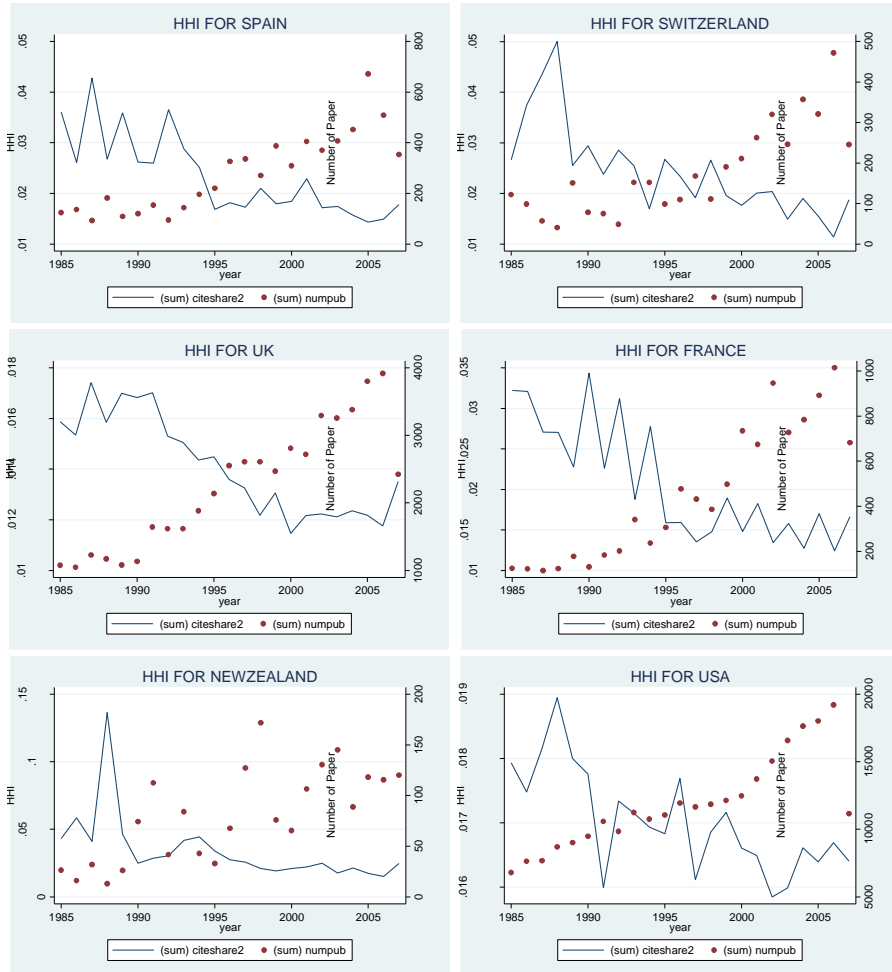 HHI FOR SPAIN
HHI
.01 .02 .03 .04 .05
0 200 400 600 800
Number of Paper
1985 1990 1995 2000 2005
year
(sum) citeshare2 (sum) numpub
HHI FOR SWITZERLAND
HHI
.01 .02 .03 .04 .05
0 100 200 300 400 500
Number of Paper
1985 1990 1995 2000 2005
year
(sum) citeshare2 (sum) numpub
HHI FOR UK
HHI
.01 .012 .014 .016 .018
1000 2000 3000 4000
Number of Paper
1985 1990 1995 2000 2005
year
(sum) citeshare2 (sum) numpub
HHI FOR FRANCE
HHI
.01 .015 .02 .025 .03 .035
200 400 600 800 1000
Number of Paper
1985 1990 1995 2000 2005
year
(sum) citeshare2 (sum) numpub
HHI FOR NEWZEALAND
HHI
0 .05 .1 .15
0 50 100 150 200
Number of Paper
1985 1990 1995 2000 2005
year
(sum) citeshare2 (sum) numpub
HHI FOR USA
HHI
.016 .017 .018 .019
5000 10000 15000 20000
Number of Paper
1985 1990 1995 2000 2005
year
(sum) citeshare2 (sum) numpub